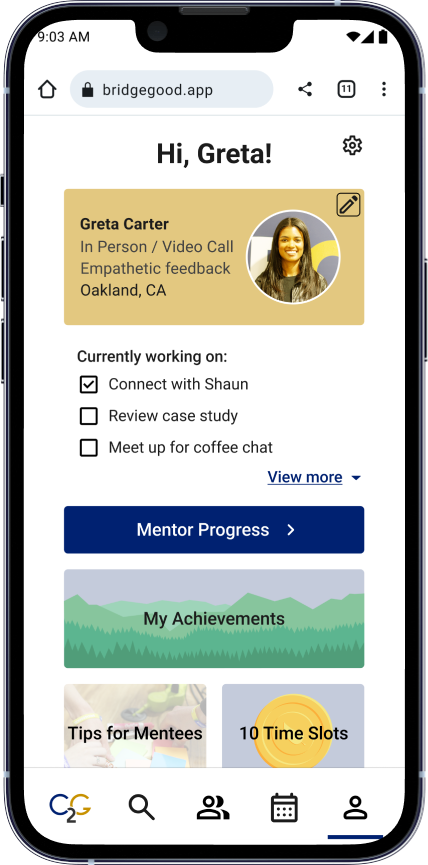 9:03 AM
bridgegood.app
11
Hi, Greta!
Greta Carter
In Person / Video Call
Empathetic feedback
Oakland, CA
Currently working on:
Connect with Shaun
Review case study
Meet up for coffee chat
View more
Mentor Progress
My Achievements
Tips for Mentees
10 Time Slots
C2G